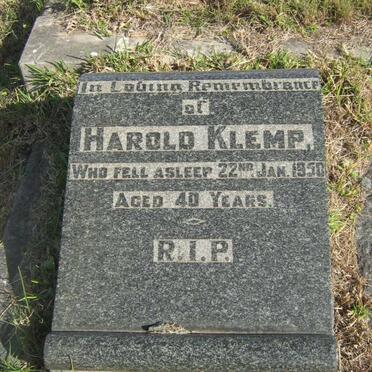 In Loving Remembrance
of
HAROLD KLEMP,
WHO FELL ASLEEP 22ND JAN. 1950
AGED 40 YEARS.
R.I.P.